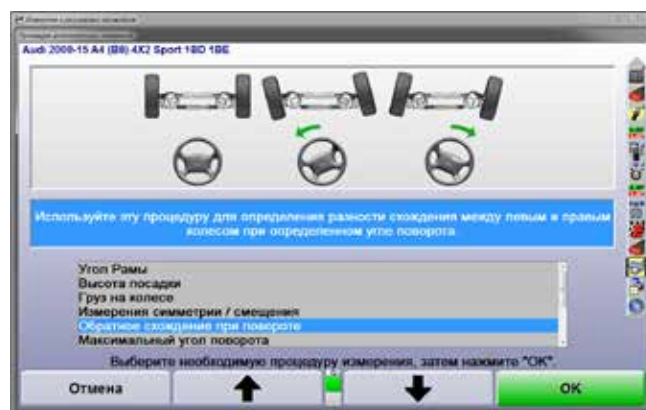 Audi 2008-15 A4 (B8) 4X2 Sport 1BD 1BE
Используйте эту процедуру для определения разности схождения между левым и правым
колесом при определенном угле поворота
Угол Рамы
Высота посадки
Груз на колесе
Измерения симметрии / смещения
Обратное схождение при повороте
Максимальный угол поворота
Выберите необходимую процедуру измерения, затем нажмите "OK".
Отмена
OK